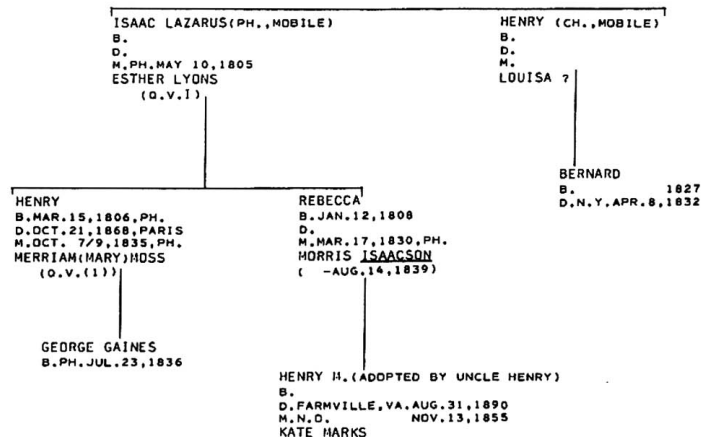 ISAAC LAZARUS(PH.,MOBILE)
B.
D.
M.PH.MAY 10,1805
ESTHER LYONS
(Q.V.I)
HENRY (CH.,MOBILE)
B.
D.
M.
LOUISA ?
BERNARD
B. 1827
D.N.Y.APR.8,1832
HENRY
B.MAR.15,1806,PH.
D.OCT.21,1868,PARIS
M.OCT. 7/9,1835,PH.
MERRIAM(MARY)MOSS
(Q.V.(1))
REBECCA
B.JAN.12,1808
D.
M.MAR.17,1830,PH.
MORRIS ISAACSON
( -AUG.14,1839)
GEORGE GAINES
B.PH.JUL.23,1836
HENRY M.(ADOPTED BY UNCLE HENRY)
B.
D.FARMVILLE,VA.AUG.31,1890
M.N.O. NOV.13,1855
KATE MARKS